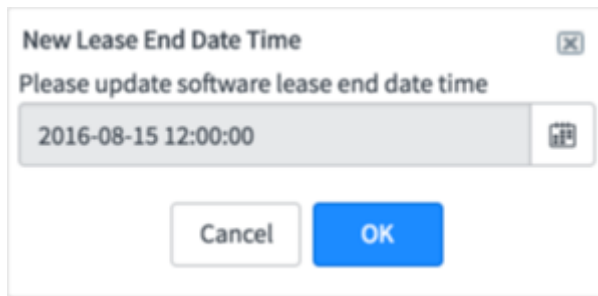 New Lease End Date Time
Please update software lease end date time
2016-08-15 12:00:00
Cancel OK